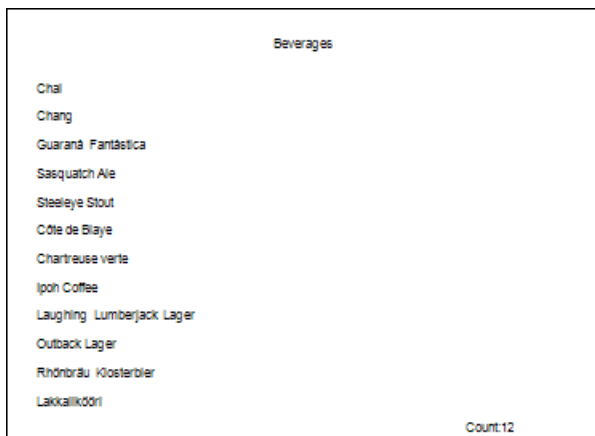 Beverages
Chai
Chang
Guaraná Fantástica
Sasquatch Ale
Steeleye Stout
Côte de Blaye
Chartreuse verte
Ipoh Coffee
Laughing Lumberjack Lager
Outback Lager
Rhönbräu Klosterbier
Lakkalikööri
Count:12